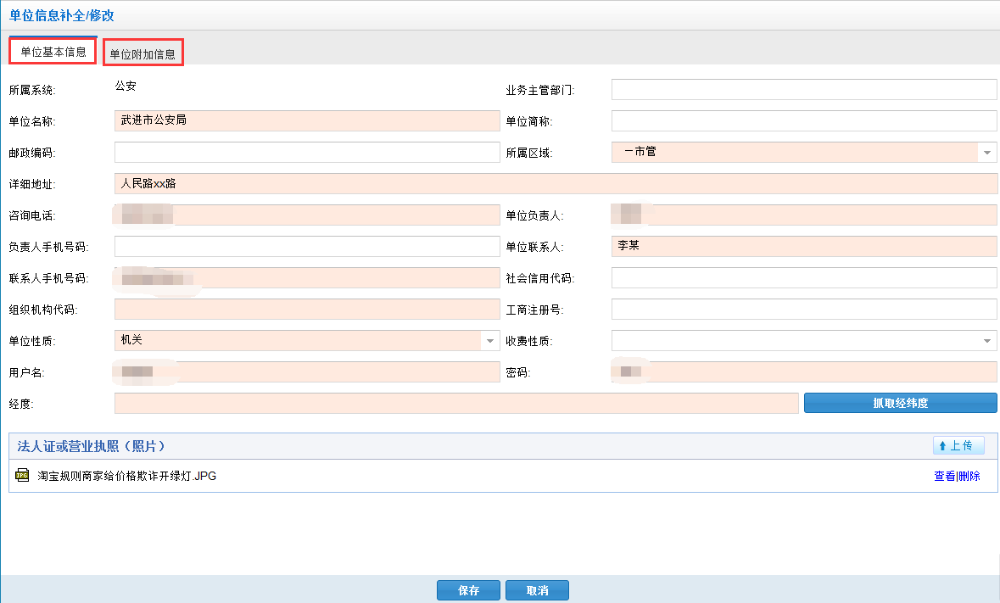 单位信息补全/修改
单位基本信息 单位附加信息
所属系统: 公安 业务主管部门:
单位名称: 武进市公安局 单位简称:
邮政编码: 所属区域: 一市管
详细地址: 人民路xx路
咨询电话: 单位负责人:
负责人手机号码: 单位联系人: 李某
联系人手机号码: 社会信用代码:
组织机构代码: 工商注册号:
单位性质: 机关 收费性质:
用户名: 密码:
经度: 抓取经纬度
法人证或营业执照（照片） 上传
淘宝规则商家给价格欺诈开绿灯.JPG 查看|删除
保存 取消